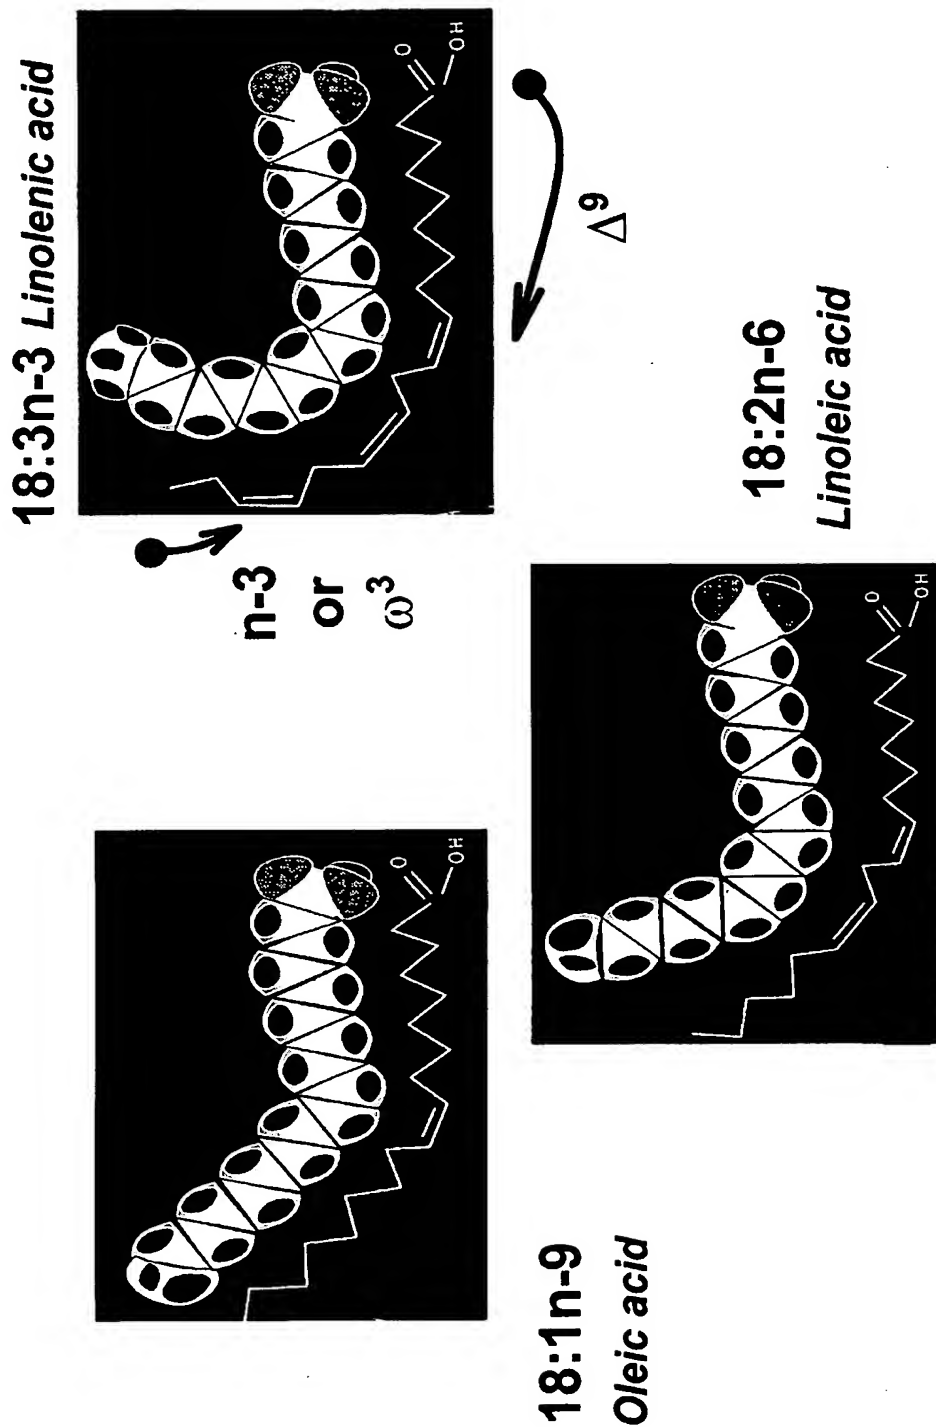 18:3n-3 Linolenic acid
O
OH
n-3
or
ω³
Δ⁹
18:1n-9
Oleic acid
O
OH
18:2n-6
Linoleic acid
O
OH